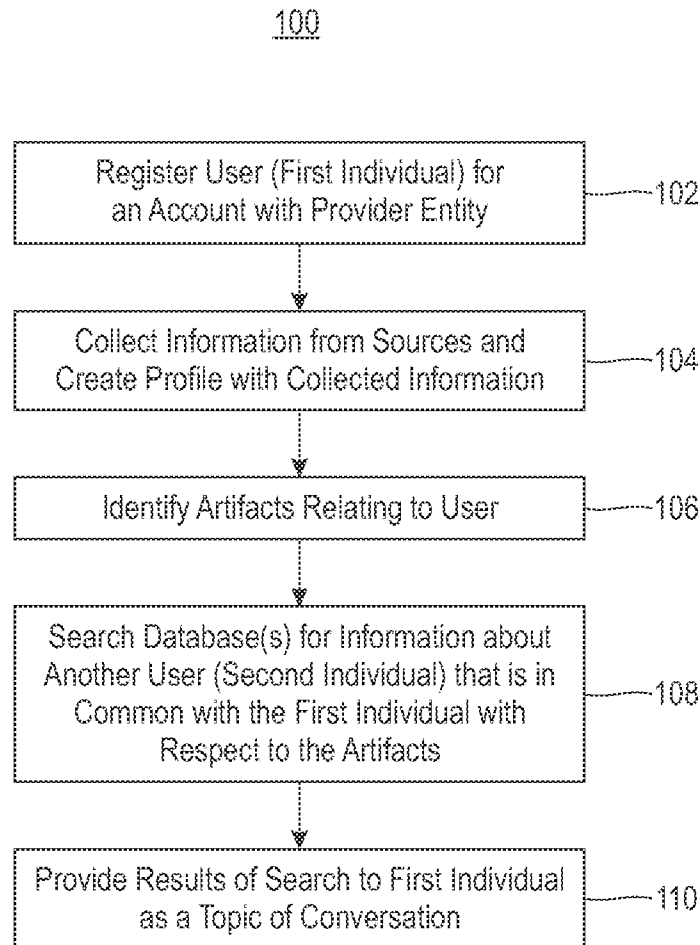 100
Register User (First Individual) for
an Account with Provider Entity
102
Collect Information from Sources and
Create Profile with Collected Information
104
Identify Artifacts Relating to User
106
Search Database(s) for Information about
Another User (Second Individual) that is in
Common with the First Individual with
Respect to the Artifacts
108
Provide Results of Search to First Individual
as a Topic of Conversation
110